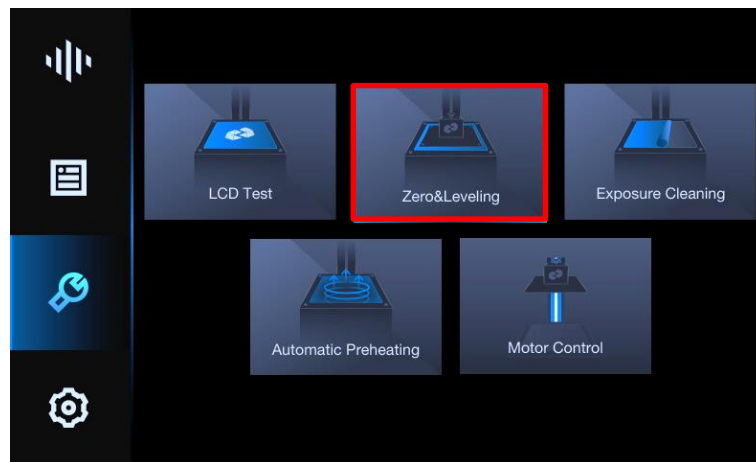 LCD Test
Zero&Leveling
Exposure Cleaning
Automatic Preheating
Motor Control